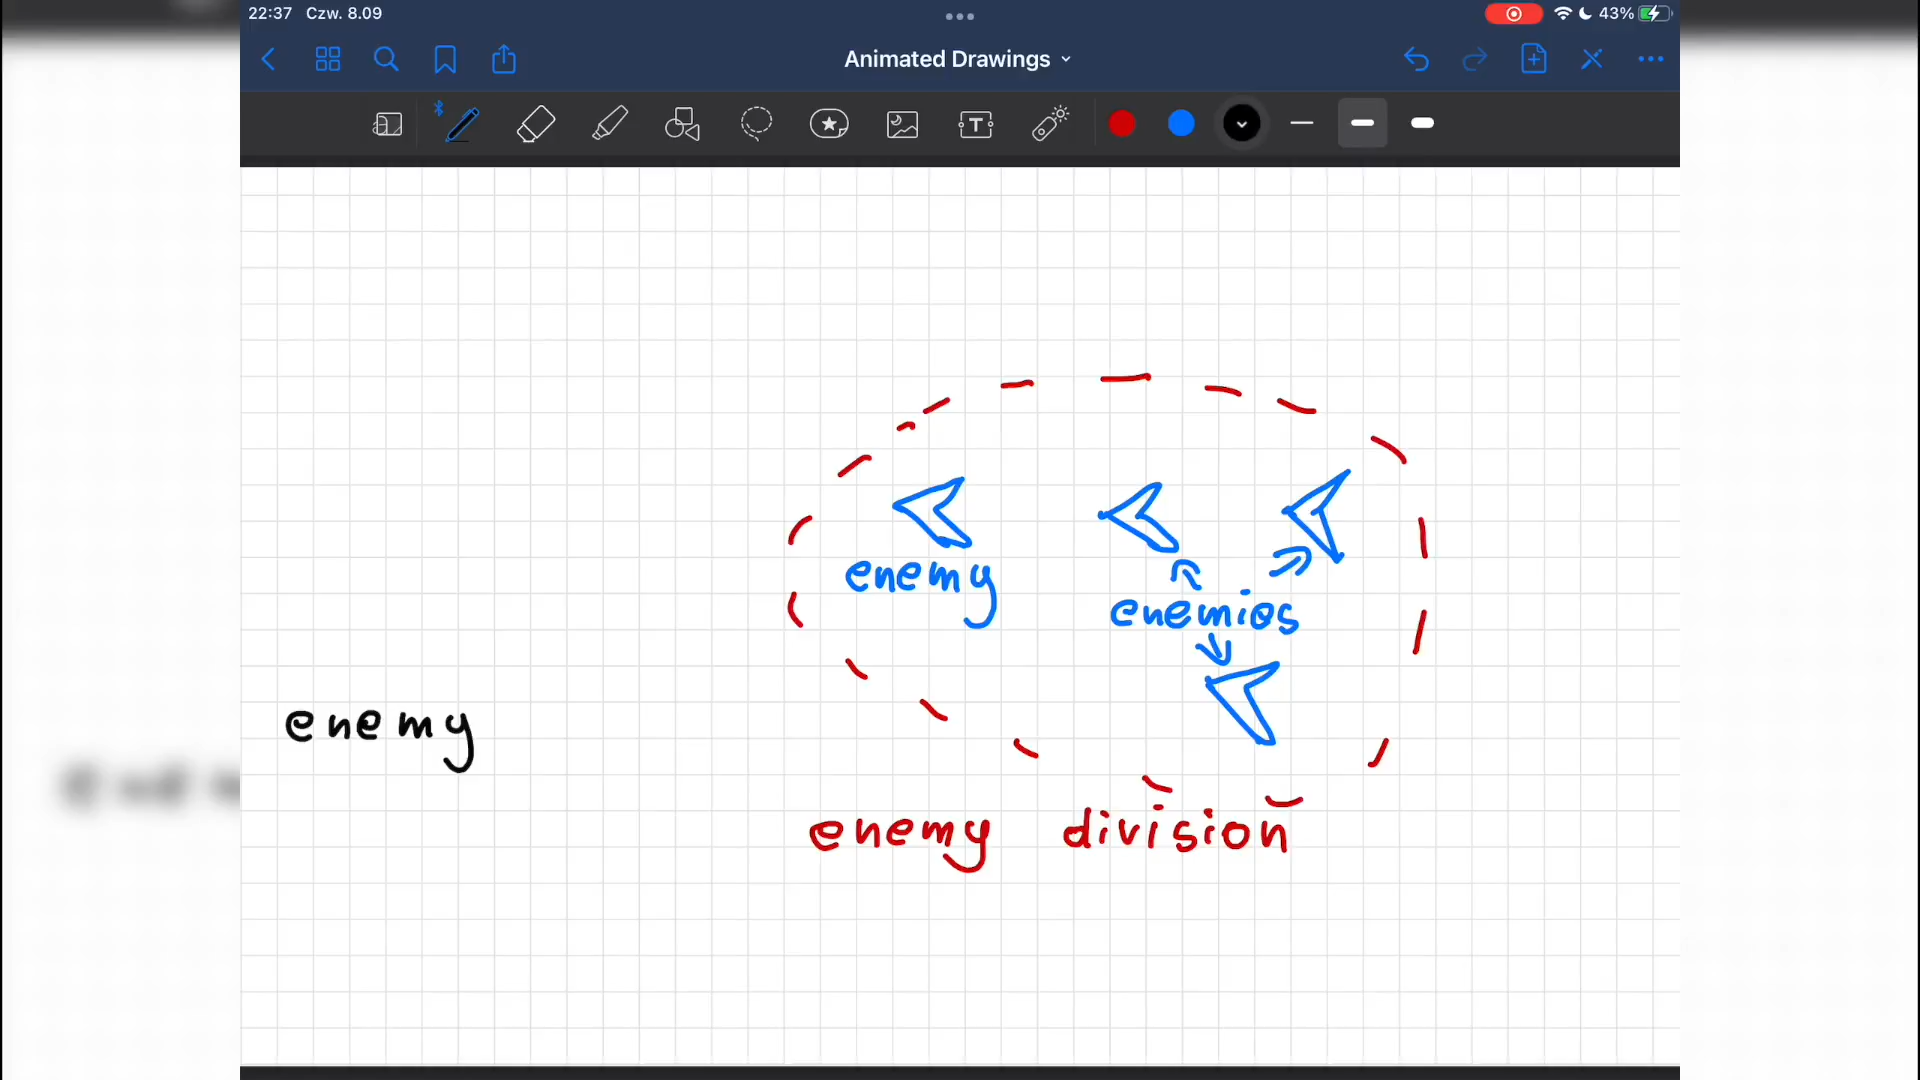 22:37 Czw. 8.09
43%
Animated Drawings
T
enemy
enemies
enemy
enemy division